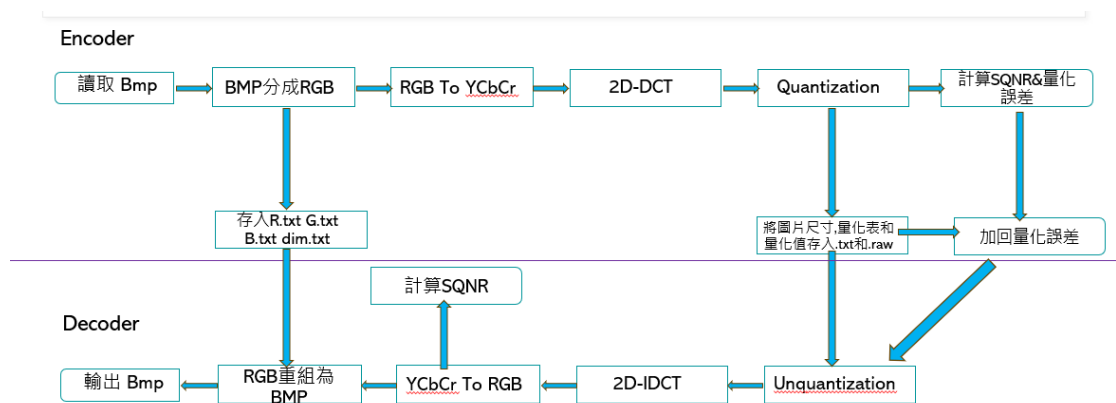 Encoder
讀取 Bmp
BMP分成RGB
RGB To YCbCr
2D-DCT
Quantization
計算SQNR&量化
誤差
存入R.txt G.txt
B.txt dim.txt
將圖片尺寸,量化表和
量化值存入.txt和.raw
加回量化誤差
計算SQNR
Decoder
輸出 Bmp
RGB重組為
BMP
YCbCr To RGB
2D-IDCT
Unquantization